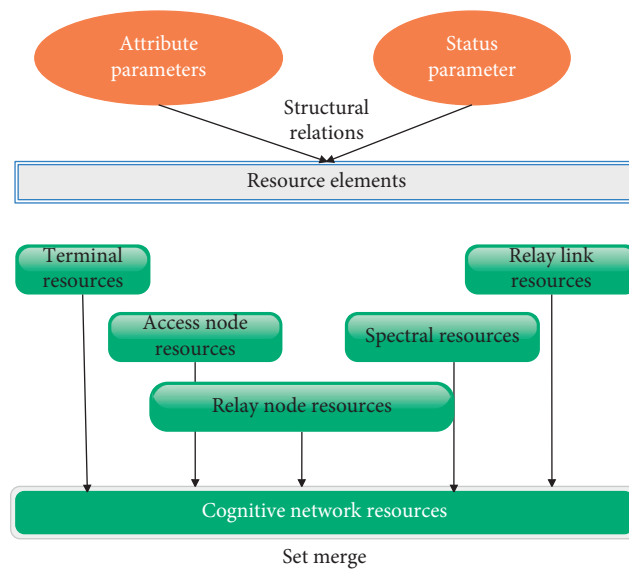 Attribute
parameters
Status
parameter
Structural
relations
Resource elements
Terminal
resources
Relay link
resources
Access node
resources
Spectral resources
Relay node resources
Cognitive network resources
Set merge